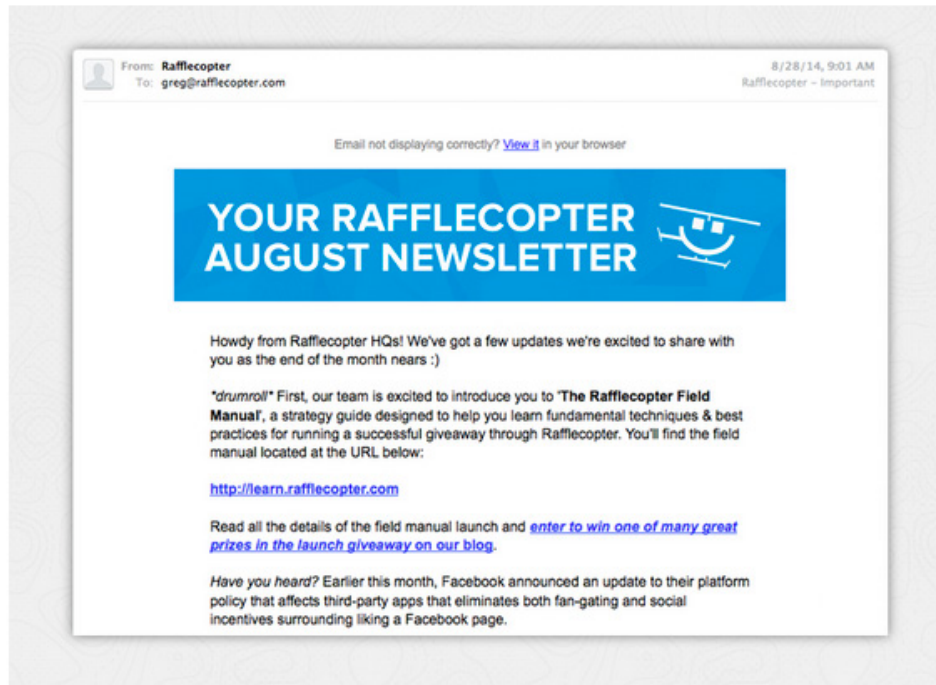 From: Rafflecopter
8/28/14, 9:01 AM
To: greg@rafflecopter.com
Rafflecopter – Important
Email not displaying correctly? View it in your browser
YOUR RAFFLECOPTER
AUGUST NEWSLETTER
Howdy from Rafflecopter HQs! We've got a few updates we're excited to share with
you as the end of the month nears :)
*drumroll* First, our team is excited to introduce you to 'The Rafflecopter Field
Manual', a strategy guide designed to help you learn fundamental techniques & best
practices for running a successful giveaway through Rafflecopter. You'll find the field
manual located at the URL below:
http://learn.rafflecopter.com
Read all the details of the field manual launch and enter to win one of many great
prizes in the launch giveaway on our blog.
Have you heard? Earlier this month, Facebook announced an update to their platform
policy that affects third-party apps that eliminates both fan-gating and social
incentives surrounding liking a Facebook page.